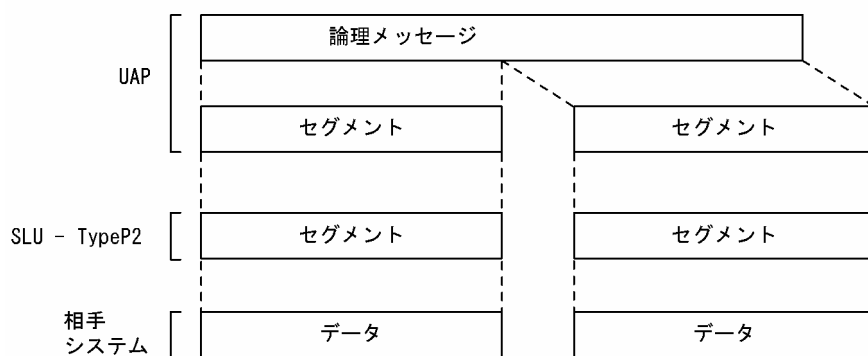 論理メッセージ
UAP
セグメント セグメント
SLU - TypeP2 セグメント セグメント
相手
システム データ データ